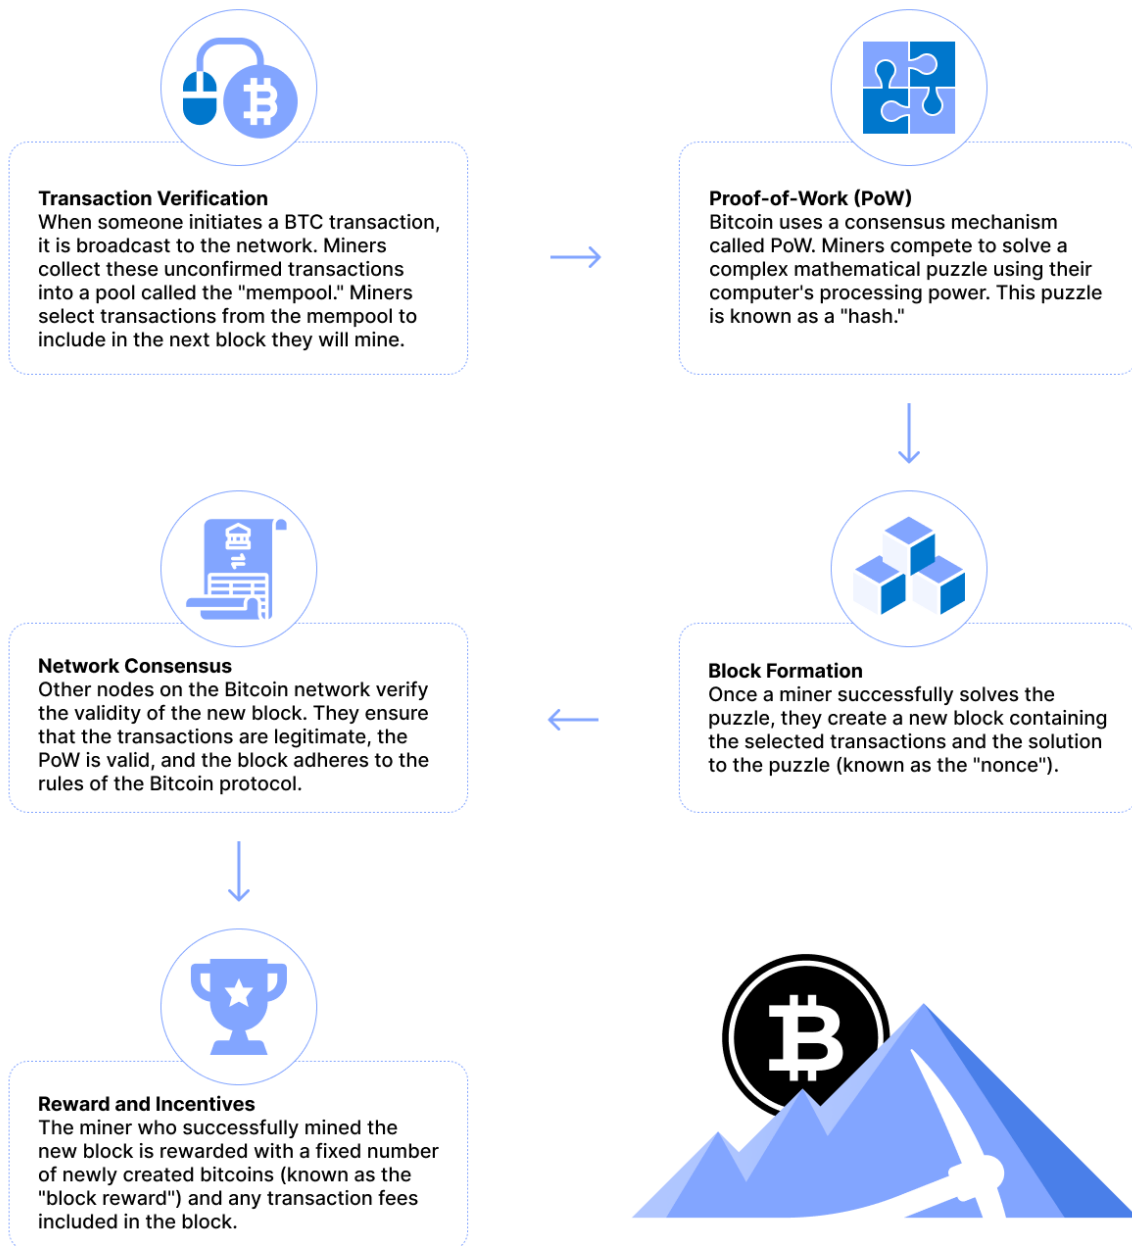 Transaction Verification
When someone initiates a BTC transaction,
it is broadcast to the network. Miners
collect these unconfirmed transactions
into a pool called the "mempool." Miners
select transactions from the mempool to
include in the next block they will mine.
Proof-of-Work (PoW)
Bitcoin uses a consensus mechanism
called PoW. Miners compete to solve a
complex mathematical puzzle using their
computer's processing power. This puzzle
is known as a "hash."
Block Formation
Once a miner successfully solves the
puzzle, they create a new block containing
the selected transactions and the solution
to the puzzle (known as the "nonce").
Network Consensus
Other nodes on the Bitcoin network verify
the validity of the new block. They ensure
that the transactions are legitimate, the
PoW is valid, and the block adheres to the
rules of the Bitcoin protocol.
Reward and Incentives
The miner who successfully mined the
new block is rewarded with a fixed number
of newly created bitcoins (known as the
"block reward") and any transaction fees
included in the block.